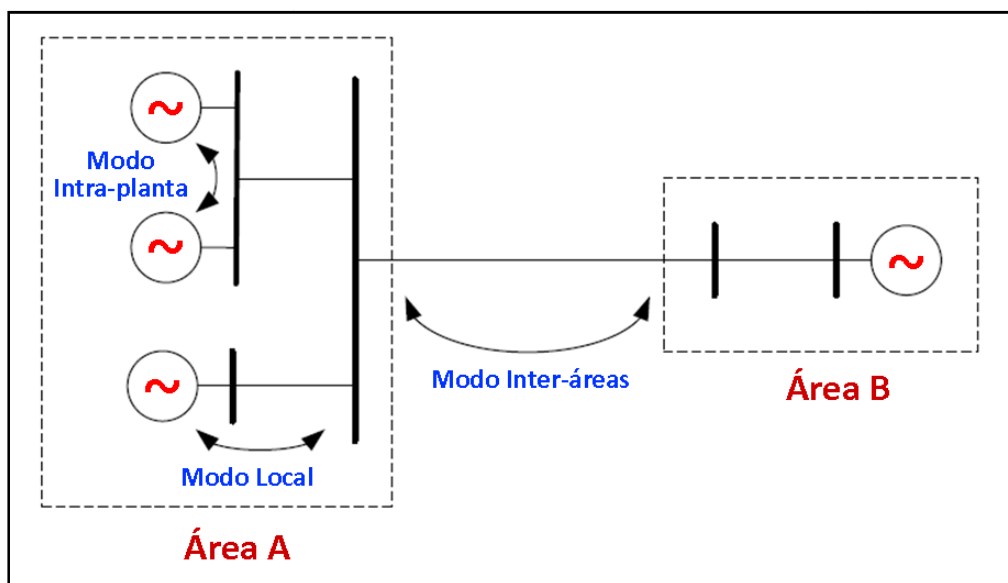 ~
Modo
Intra-planta
~
~
~
Modo Inter-áreas
Área B
Modo Local
Área A